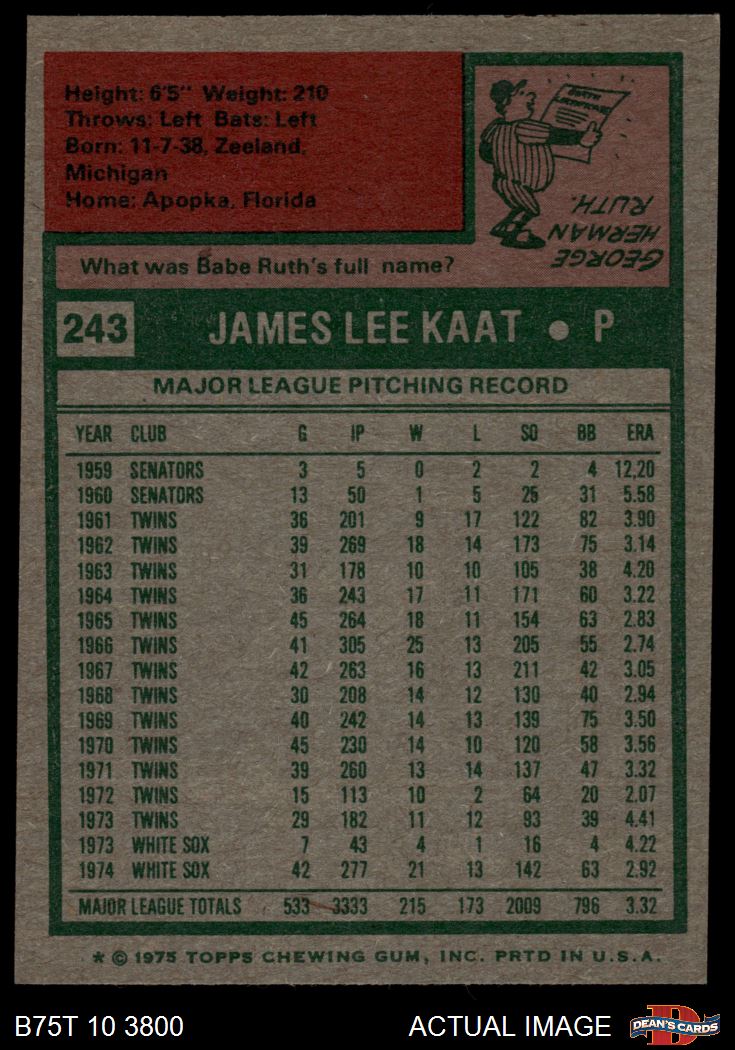 Height: 6'5" Weight: 210
Throws: Left Bats: Left
Born: 11-7-38, Zeeland,
Michigan
Home: Apopka, Florida
BIRTH
CERTIFICATE
GEORGE
HERMAN
RUTH.
What was Babe Ruth's full name?
243 JAMES LEE KAAT • P
MAJOR LEAGUE PITCHING RECORD
YEAR CLUB G IP W L SO BB ERA
1959 SENATORS 3 5 0 2 2 4 12.20
1960 SENATORS 13 50 1 5 25 31 5.58
1961 TWINS 36 201 9 17 122 82 3.90
1962 TWINS 39 269 18 14 173 75 3.14
1963 TWINS 31 178 10 10 105 38 4.20
1964 TWINS 36 243 17 11 171 60 3.22
1965 TWINS 45 264 18 11 154 63 2.83
1966 TWINS 41 305 25 13 205 55 2.74
1967 TWINS 42 263 16 13 211 42 3.05
1968 TWINS 30 208 14 12 130 40 2.94
1969 TWINS 40 242 14 13 139 75 3.50
1970 TWINS 45 230 14 10 120 58 3.56
1971 TWINS 39 260 13 14 137 47 3.32
1972 TWINS 15 113 10 2 64 20 2.07
1973 TWINS 29 182 11 12 93 39 4.41
1973 WHITE SOX 7 43 4 1 16 4 4.22
1974 WHITE SOX 42 277 21 13 142 63 2.92
MAJOR LEAGUE TOTALS 533 3333 215 173 2009 796 3.32
* © 1975 TOPPS CHEWING GUM, INC. PRTD IN U.S.A.
B75T 10 3800 ACTUAL IMAGE D DEAN'S CARDS